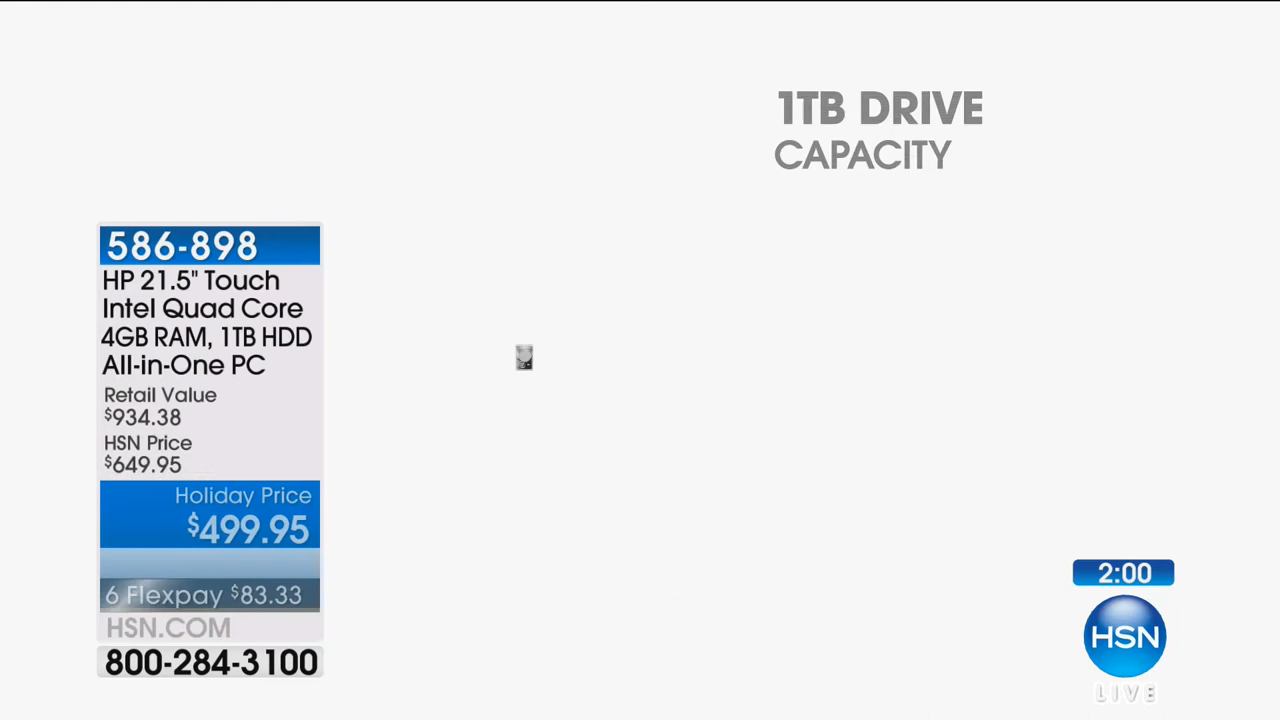 1TB DRIVE
CAPACITY
586-898
HP 21.5" Touch
Intel Quad Core
4GB RAM, 1TB HDD
All-in-One PC
Retail Value
$934.38
HSN Price
$649.95
Holiday Price
$499.95
6 Flexpay $83.33
HSN.COM
800-284-3100
2:00
HSN
LIVE